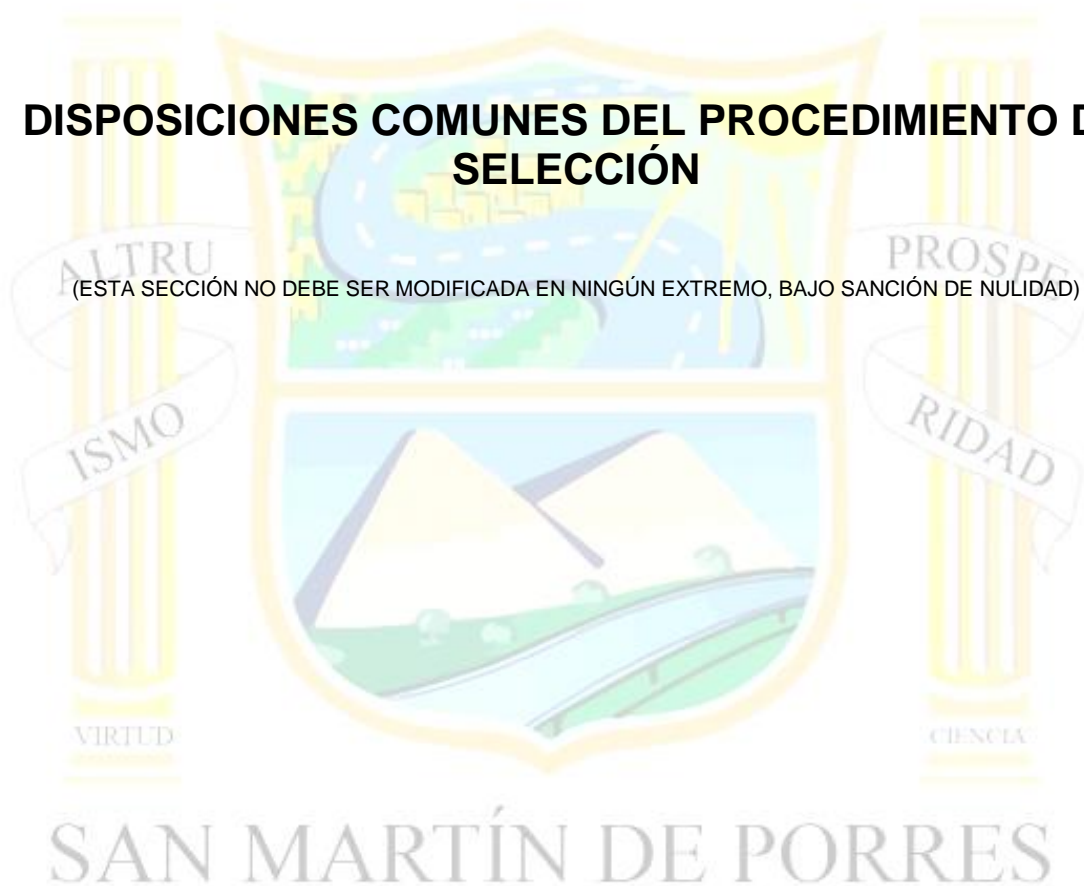 DISPOSICIONES COMUNES DEL PROCEDIMIENTO D
SELECCIÓN
ALTRU
PROSPE
(ESTA SECCIÓN NO DEBE SER MODIFICADA EN NINGÚN EXTREMO, BAJO SANCIÓN DE NULIDAD)
ISMO
RIDAD
VIRTUD
CIENCIA
SAN MARTÍN DE PORRES